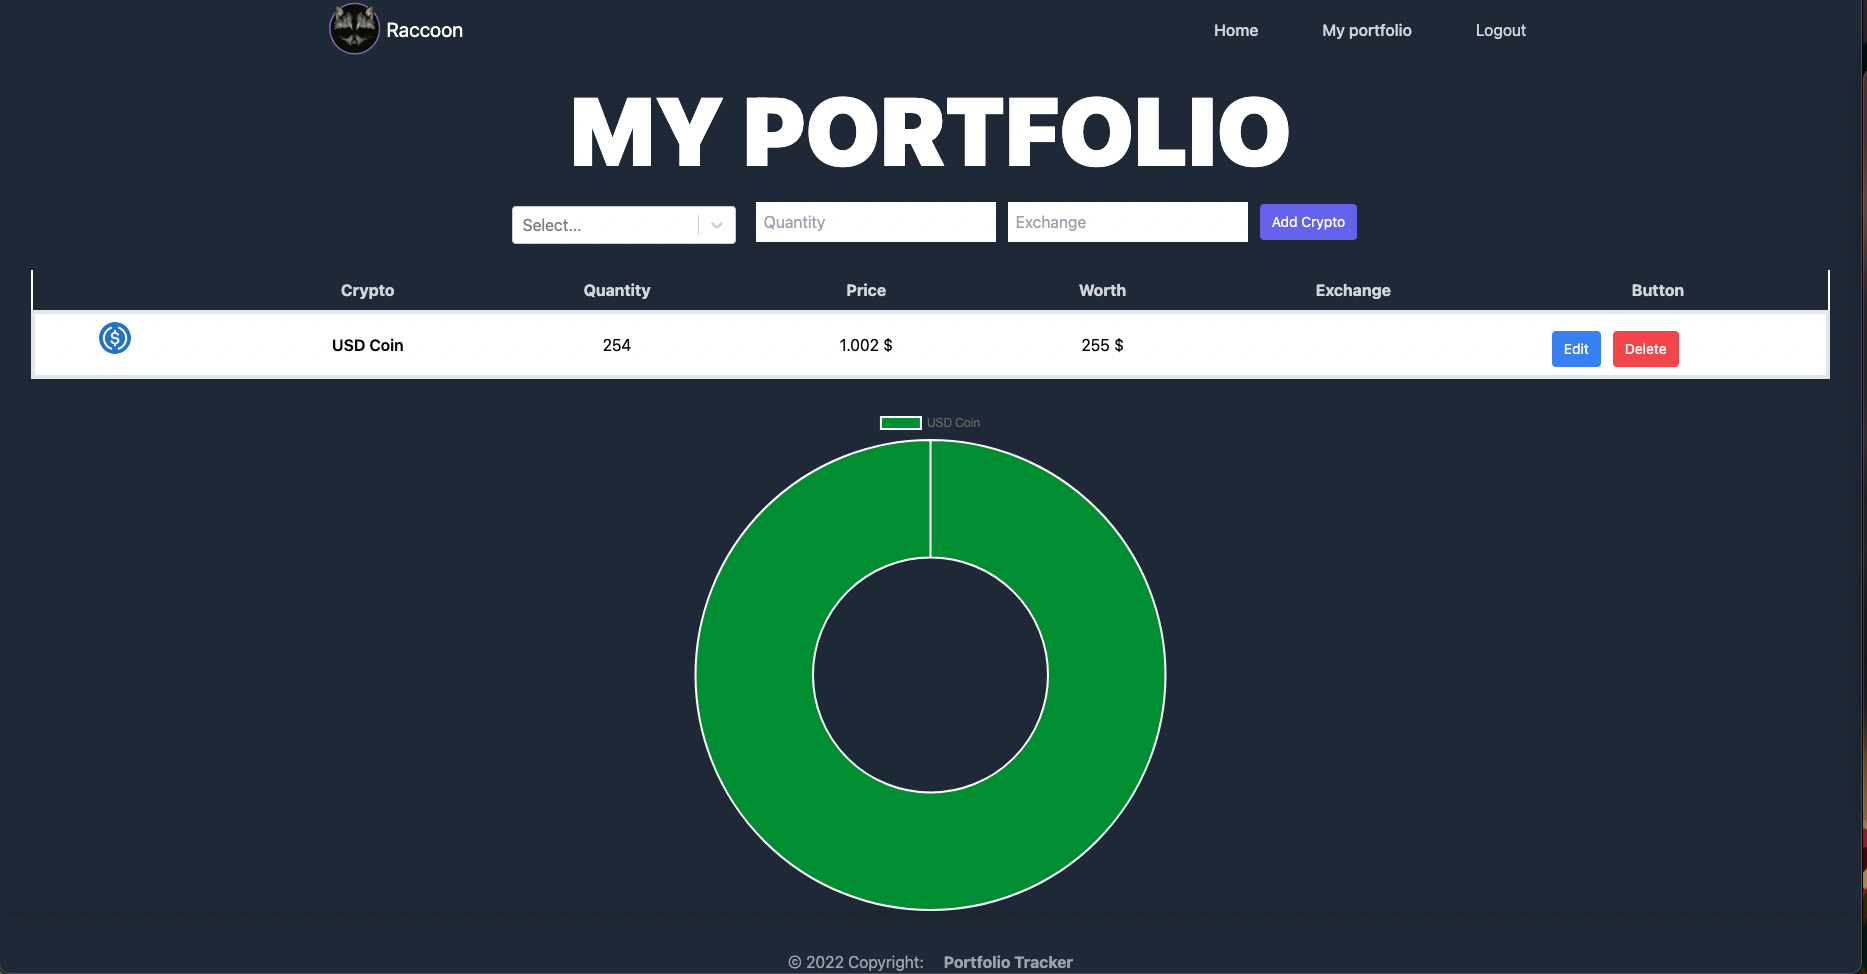 Raccoon Home My portfolio Logout
MY PORTFOLIO
Select... Quantity Exchange Add Crypto
Crypto Quantity Price Worth Exchange Button
$ USD Coin 254 1.002 $ 255 $ Edit Delete
USD Coin
© 2022 Copyright: Portfolio Tracker